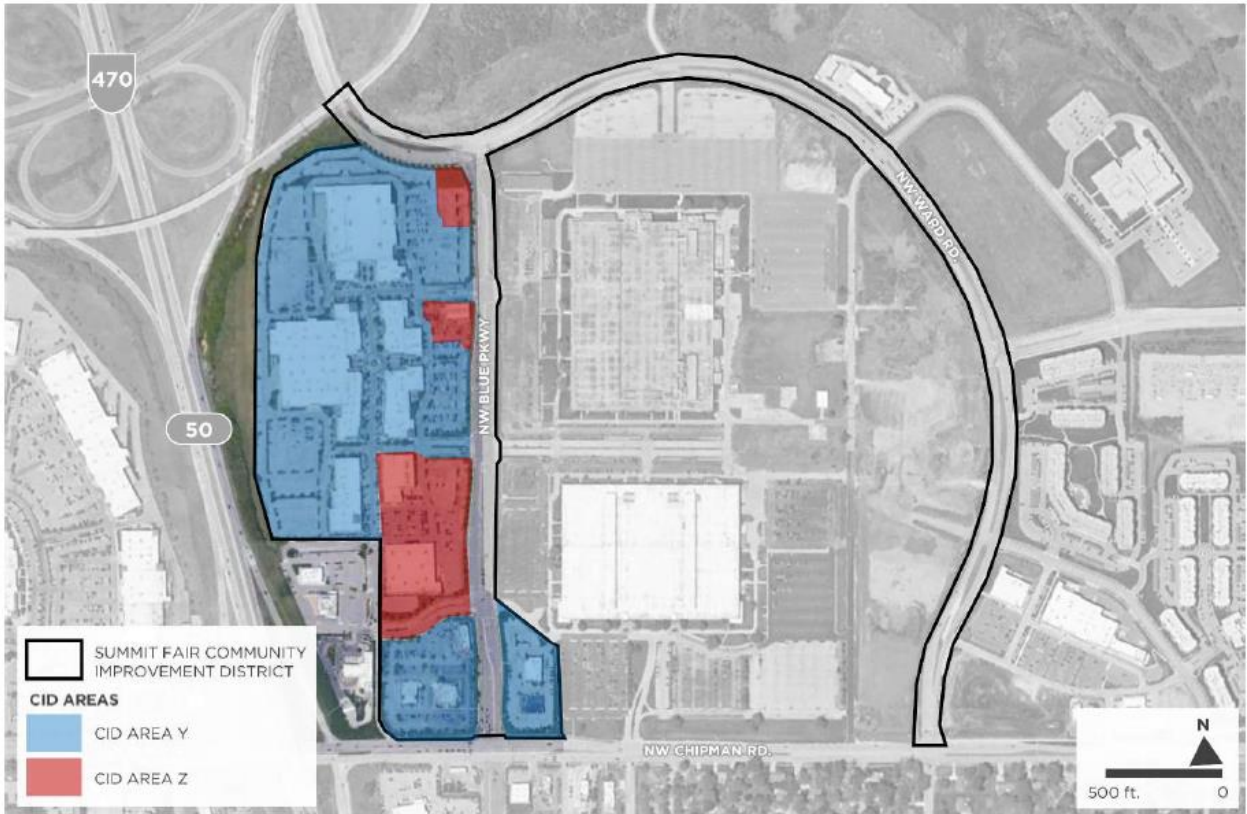 470
NW WARD RD.
NW BLUE PKWY
50
SUMMIT FAIR COMMUNITY
IMPROVEMENT DISTRICT
CID AREAS
CID AREA Y
CID AREA Z
NW CHIPMAN RD.
N
500 ft. 0